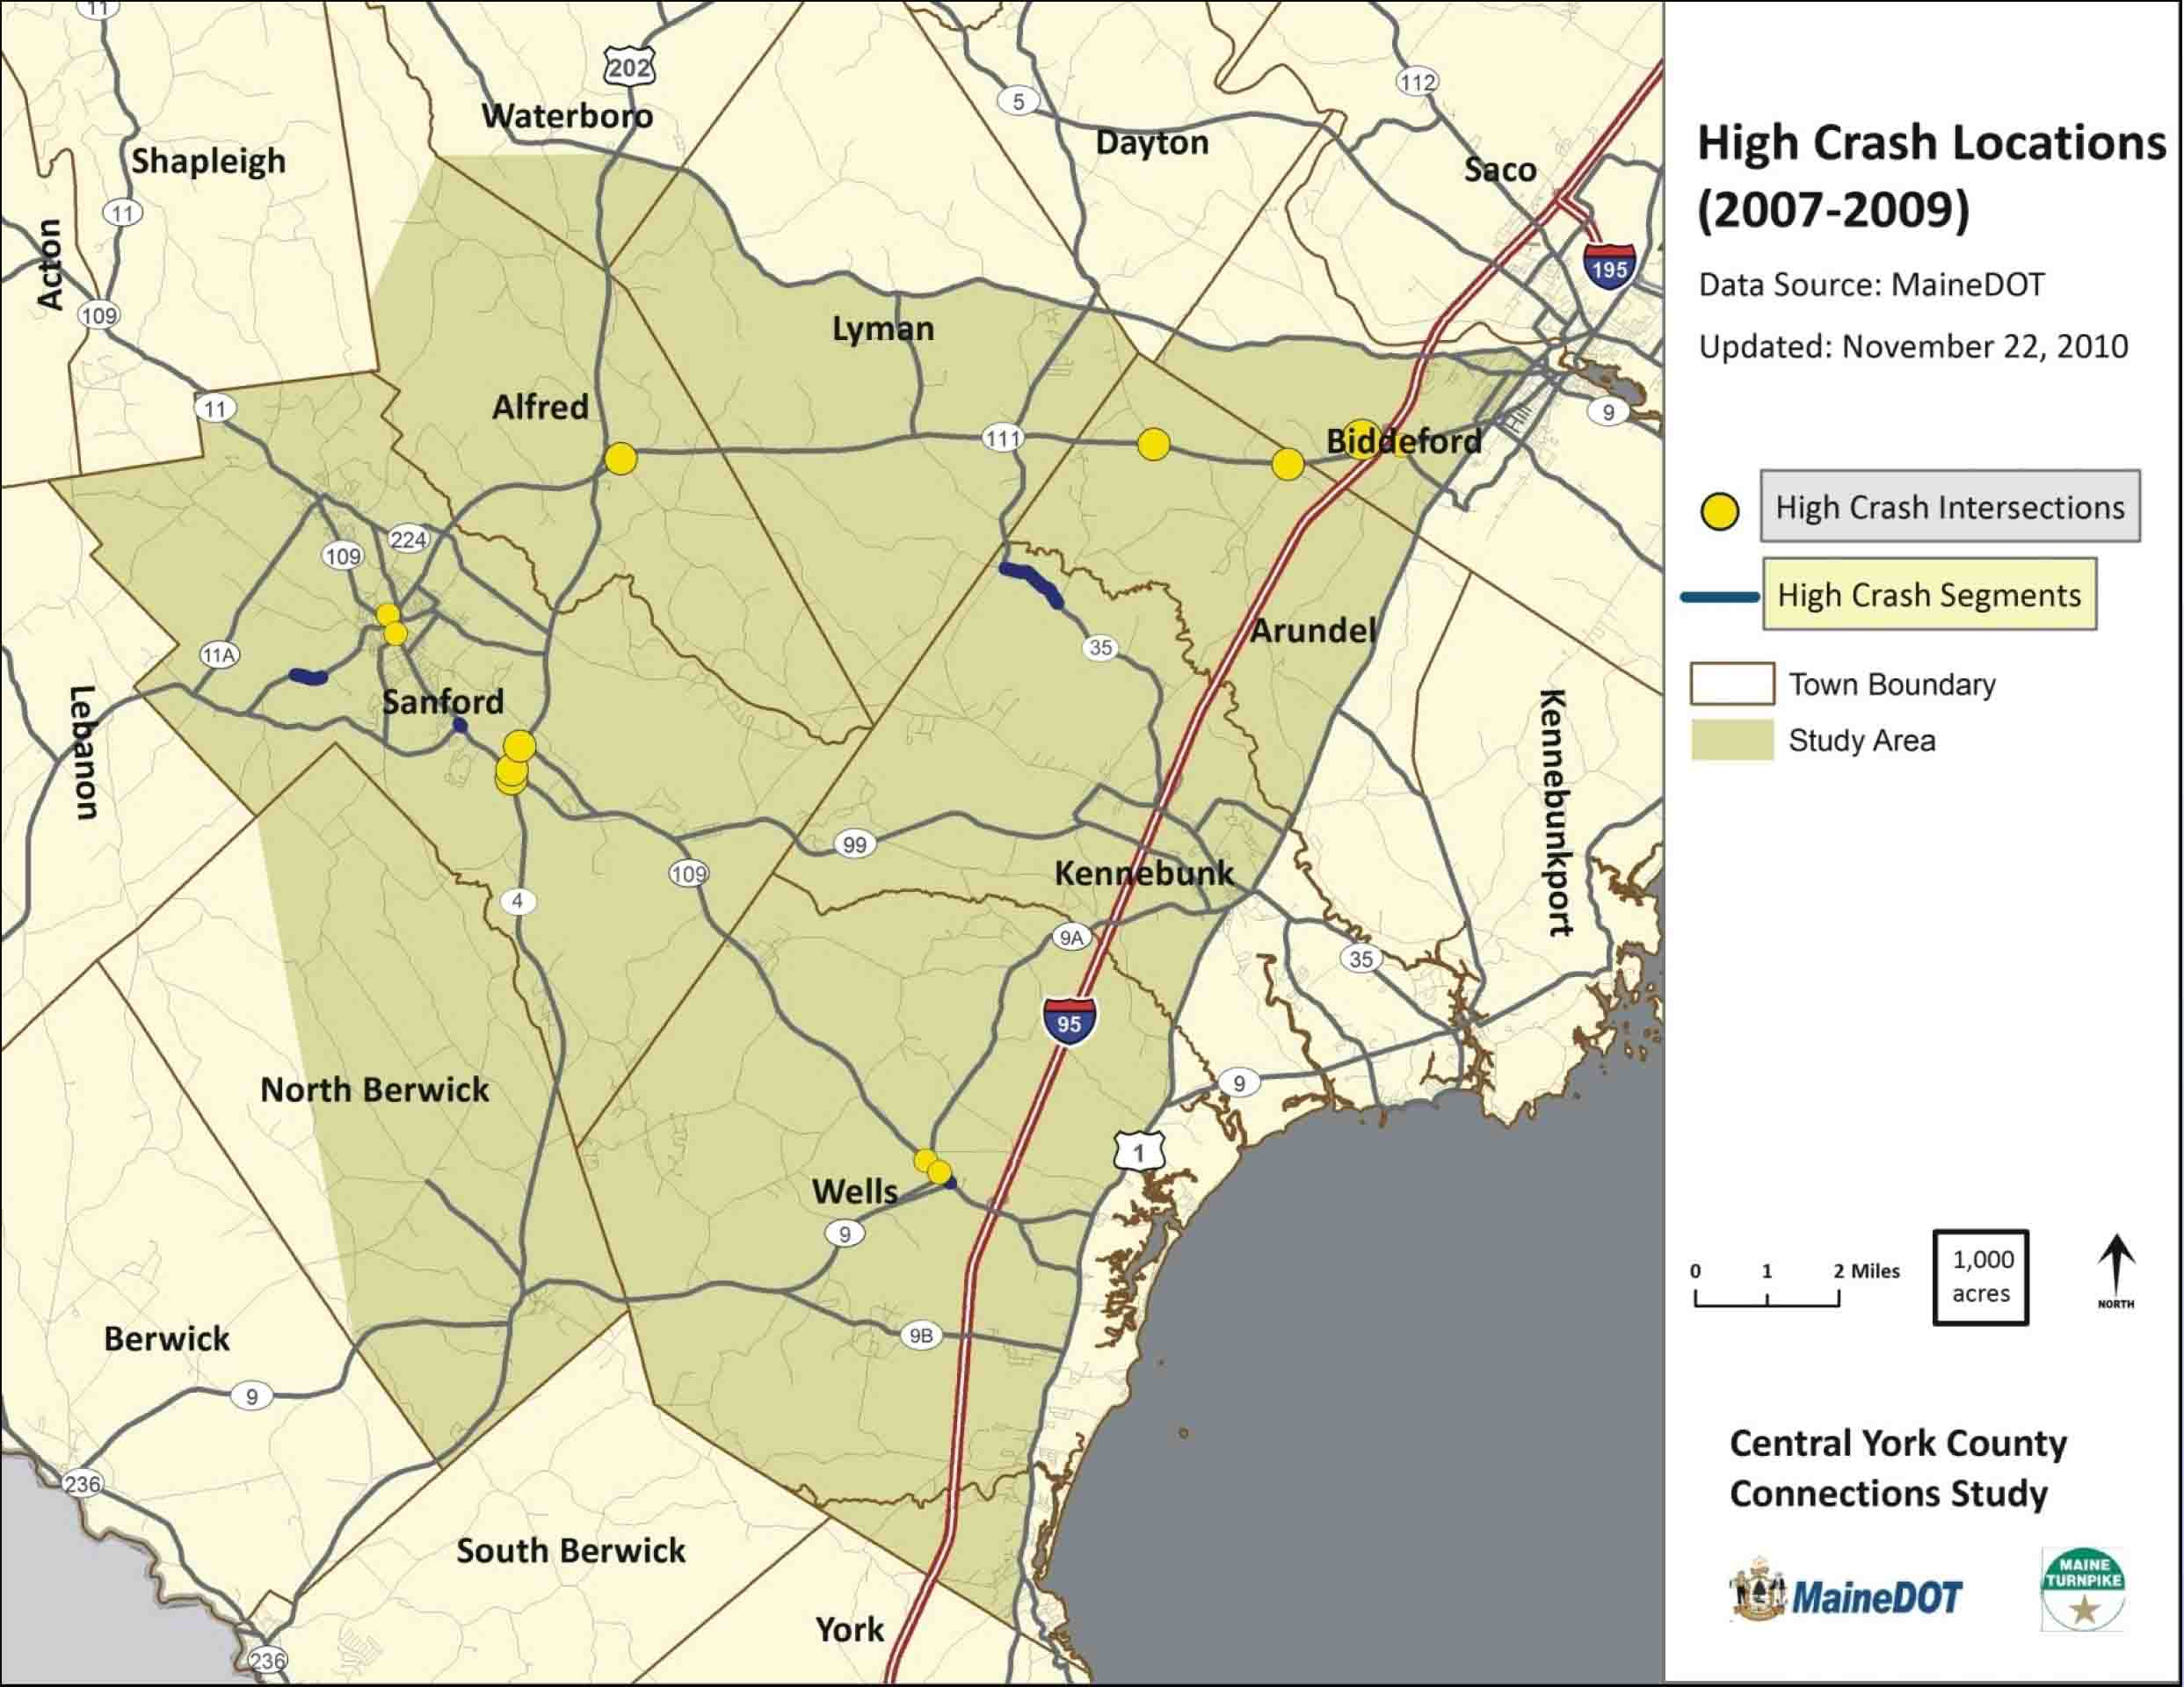 11
202
Waterboro
Shapleigh
5
112
Dayton
Saco
11
Acton
109
195
Lyman
11
Alfred
9
111
Biddeford
109
224
11A
35
Arundel
Lebanon
Sanford
Kennebunkport
99
109
Kennebunk
4
9A
35
95
North Berwick
9
1
Wells
9
9B
Berwick
9
236
South Berwick
York
236
High Crash Locations
(2007-2009)
Data Source: MaineDOT
Updated: November 22, 2010
High Crash Intersections
High Crash Segments
Town Boundary
Study Area
0 1 2 Miles
1,000
acres
NORTH
Central York County
Connections Study
MaineDOT
MAINE
TURNPIKE